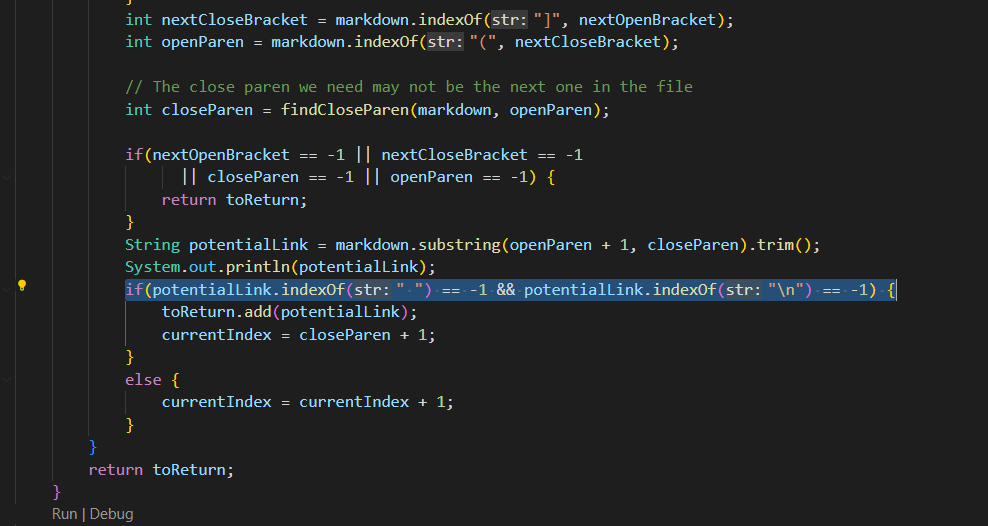 }
int nextCloseBracket = markdown.indexOf(str: "]", nextOpenBracket);
int openParen = markdown.indexOf(str: "(", nextCloseBracket);
// The close paren we need may not be the next one in the file
int closeParen = findCloseParen(markdown, openParen);
if(nextOpenBracket == -1 || nextCloseBracket == -1
|| closeParen == -1 || openParen == -1) {
return toReturn;
}
String potentialLink = markdown.substring(openParen + 1, closeParen).trim();
System.out.println(potentialLink);
if(potentialLink.indexOf(str: " ") == -1 && potentialLink.indexOf(str: "\n") == -1) {
toReturn.add(potentialLink);
currentIndex = closeParen + 1;
}
else {
currentIndex = currentIndex + 1;
}
}
return toReturn;
}
Run | Debug